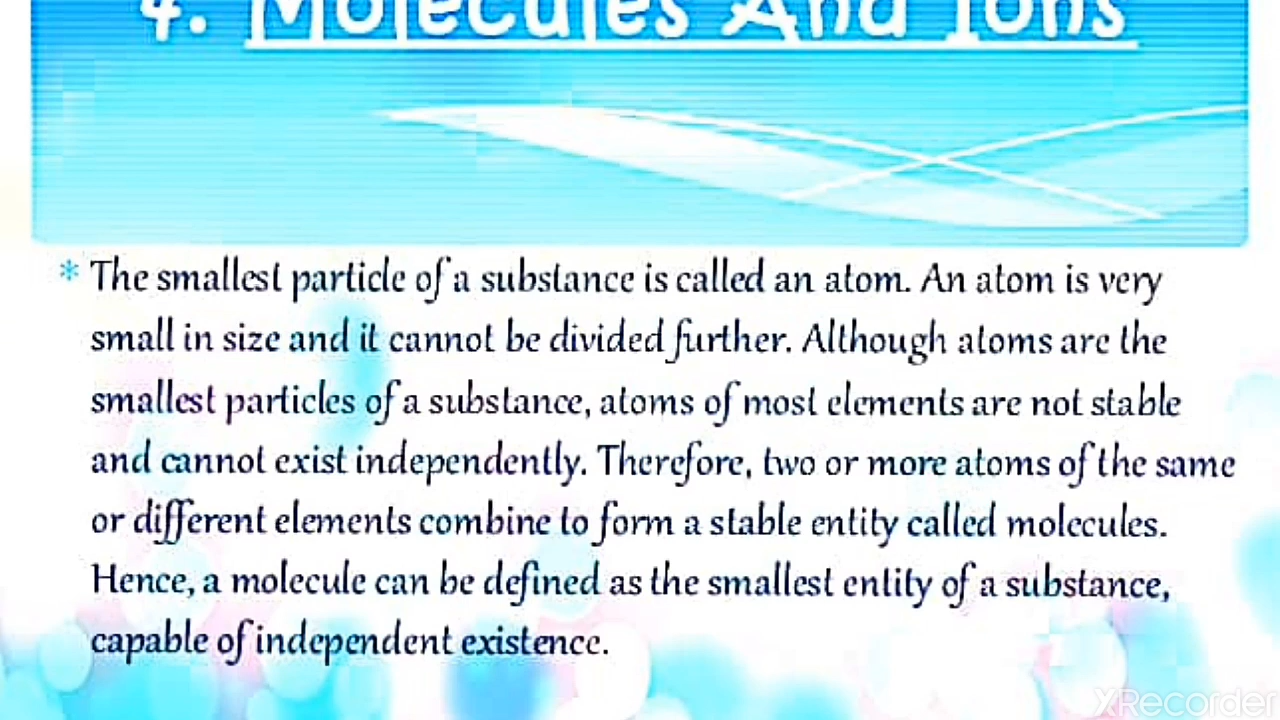 4. Molecules And Ions
* The smallest particle of a substance is called an atom. An atom is very
small in size and it cannot be divided further. Although atoms are the
smallest particles of a substance, atoms of most elements are not stable
and cannot exist independently. Therefore, two or more atoms of the same
or different elements combine to form a stable entity called molecules.
Hence, a molecule can be defined as the smallest entity of a substance,
capable of independent existence.
XRecorder